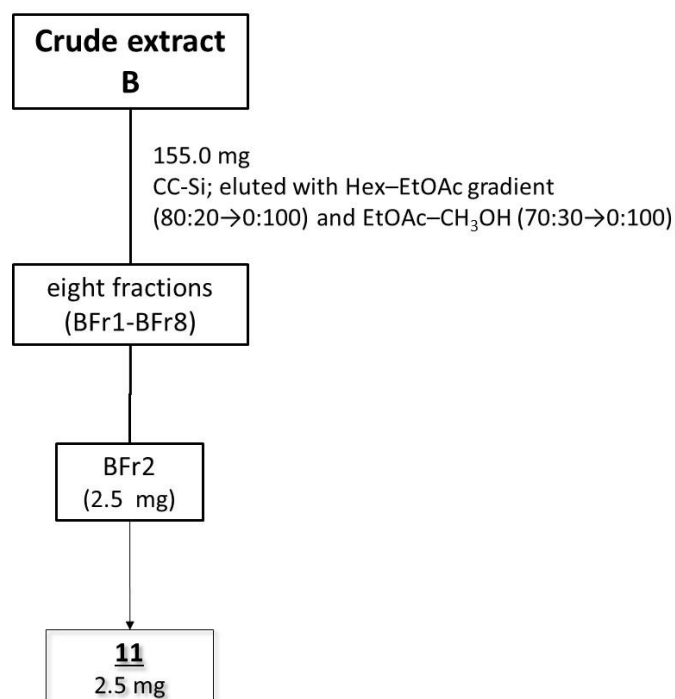 Crude extract
B
155.0 mg
CC-Si; eluted with Hex–EtOAc gradient
(80:20→0:100) and EtOAc–CH₃OH (70:30→0:100)
eight fractions
(BFr1-BFr8)
BFr2
(2.5 mg)
11
2.5 mg